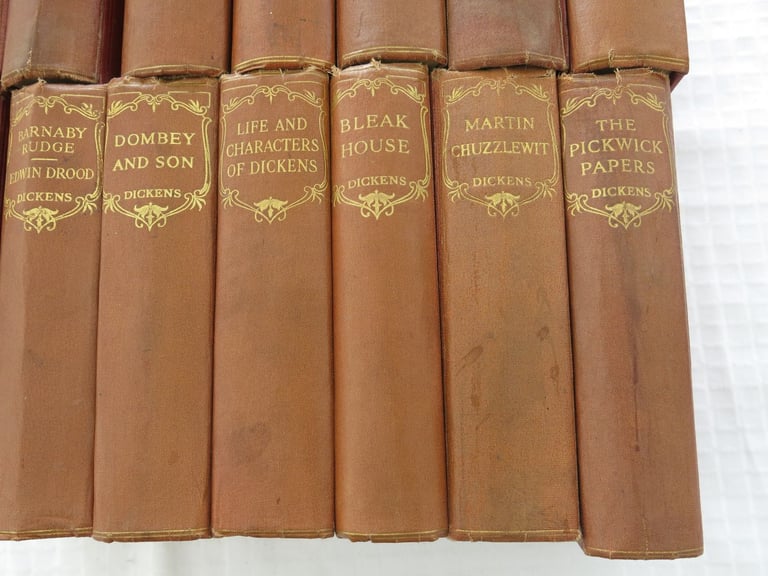 BARNABY
RUDGE
EDWIN DROOD
DICKENS
DOMBEY
AND SON
DICKENS
LIFE AND
CHARACTERS
OF DICKENS
BLEAK
HOUSE
DICKENS
MARTIN
CHUZZLEWIT
DICKENS
THE
PICKWICK
PAPERS
DICKENS